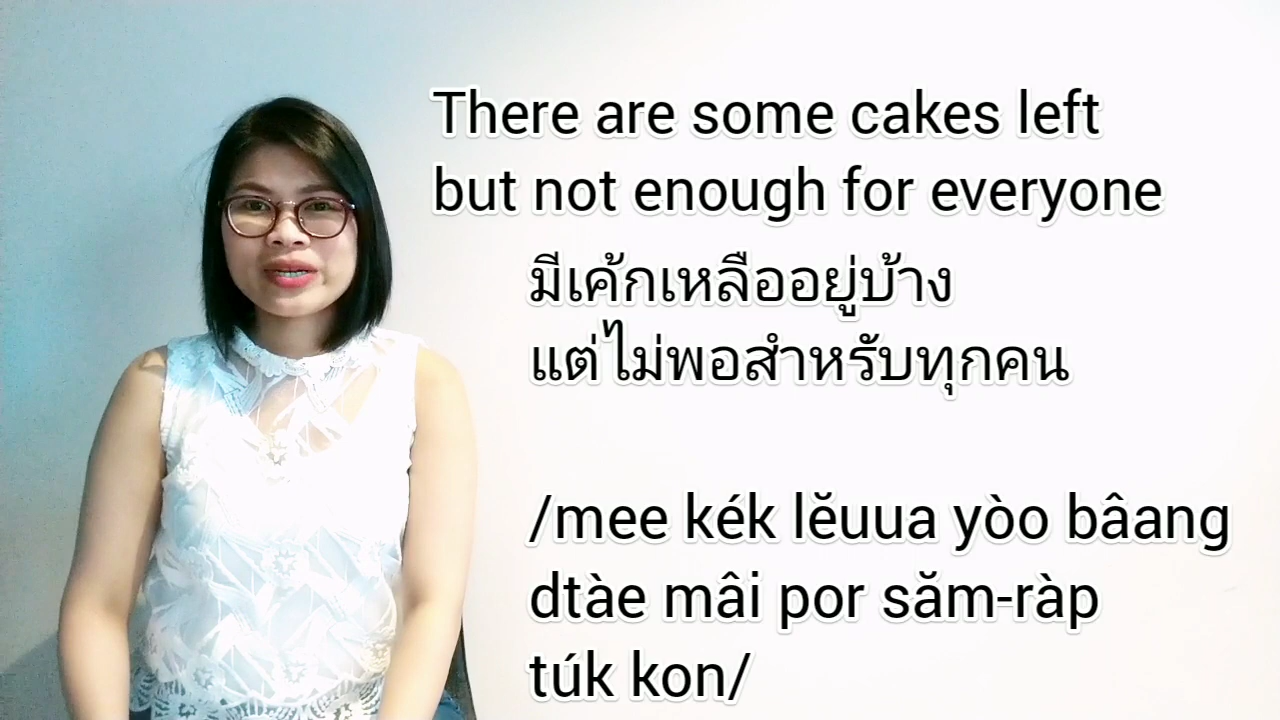 There are some cakes left
but not enough for everyone
มีเค้กเหลืออยู่บ้าง
แต่ไม่พอสำหรับทุกคน
/mee kék lĕuua yòo bâang
dtàe mâi por săm-ràp
túk kon/